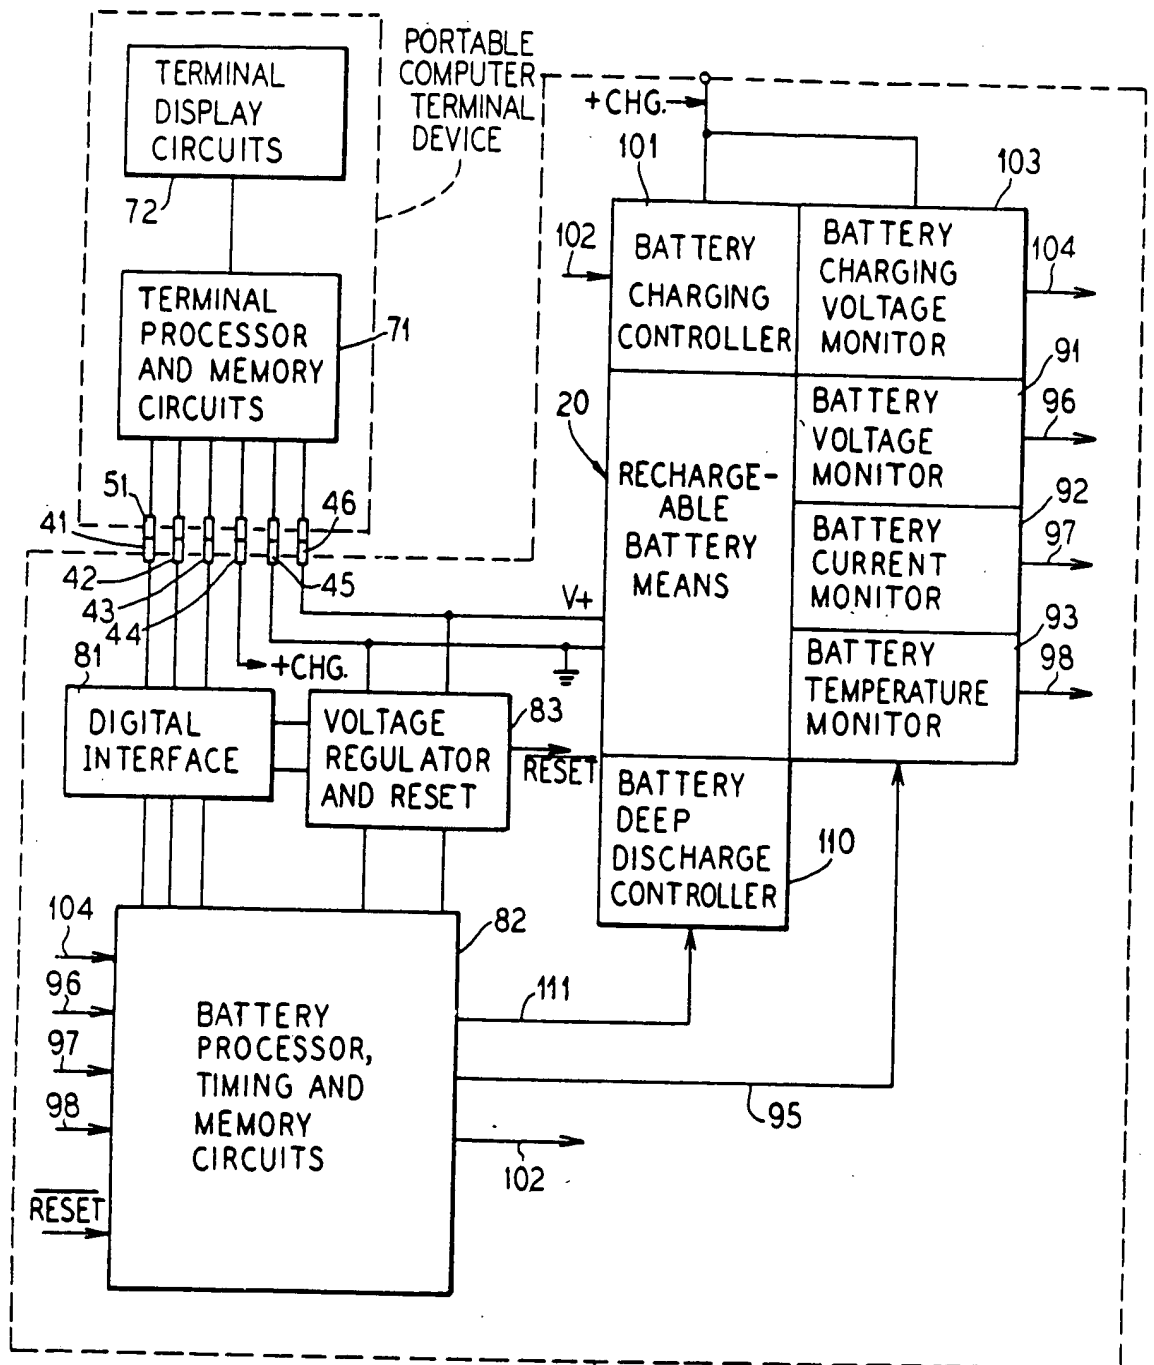 TERMINAL
DISPLAY
CIRCUITS
72
PORTABLE
COMPUTER
TERMINAL
DEVICE
TERMINAL
PROCESSOR
AND MEMORY
CIRCUITS
71
51
41
42
43
44
45
46
+CHG.
101
103
102
BATTERY
CHARGING
CONTROLLER
BATTERY
CHARGING
VOLTAGE
MONITOR
104
91
20
RECHARGE-
ABLE
BATTERY
MEANS
BATTERY
VOLTAGE
MONITOR
96
92
BATTERY
CURRENT
MONITOR
97
93
BATTERY
TEMPERATURE
MONITOR
98
V+
+CHG.
81
DIGITAL
INTERFACE
VOLTAGE
REGULATOR
AND RESET
83
RESET
BATTERY
DEEP
DISCHARGE
CONTROLLER
110
104
96
97
98
RESET
82
BATTERY
PROCESSOR,
TIMING AND
MEMORY
CIRCUITS
111
95
102